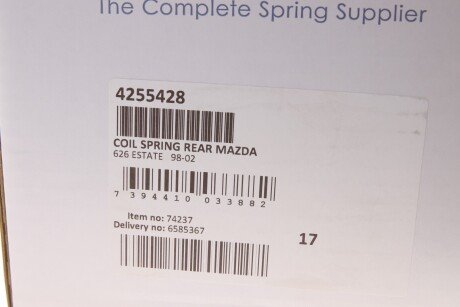 The Complete Spring Supplier
4255428
COIL SPRING REAR MAZDA
626 ESTATE 98-02
7 394410 033882
Item no: 74237
Delivery no: 6585367
17